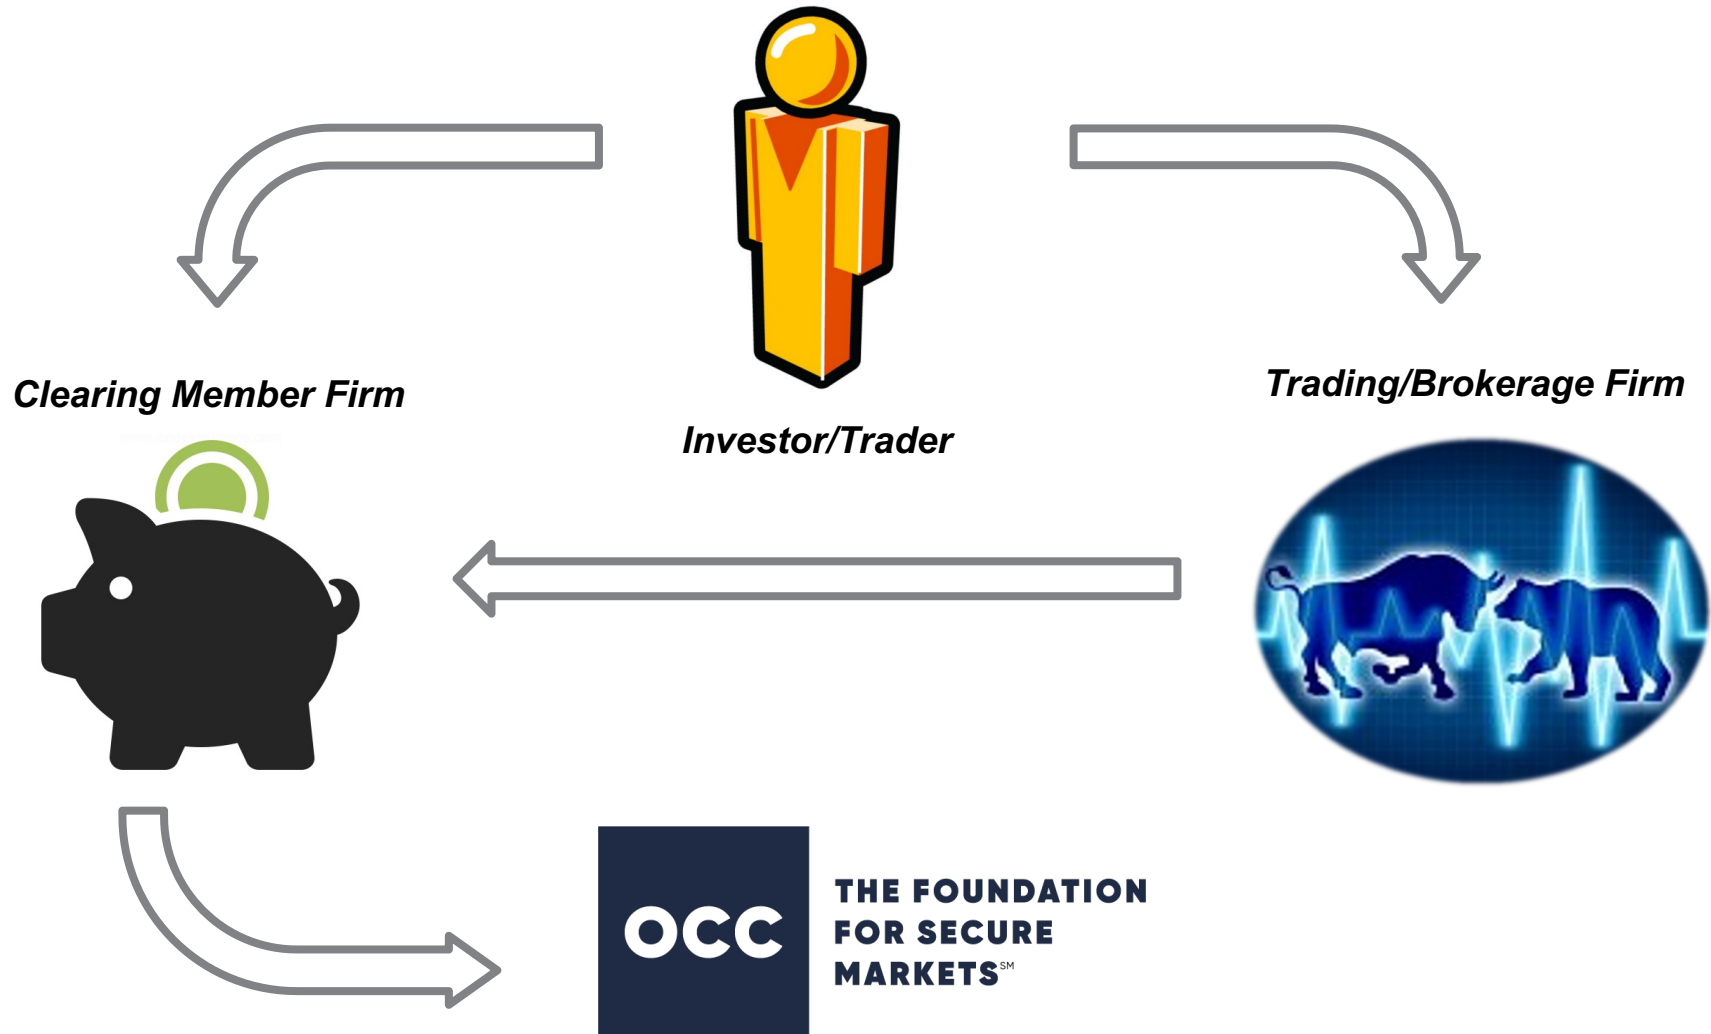 Clearing Member Firm
Trading/Brokerage Firm
Investor/Trader
OCC
THE FOUNDATION
FOR SECURE
MARKETS℠